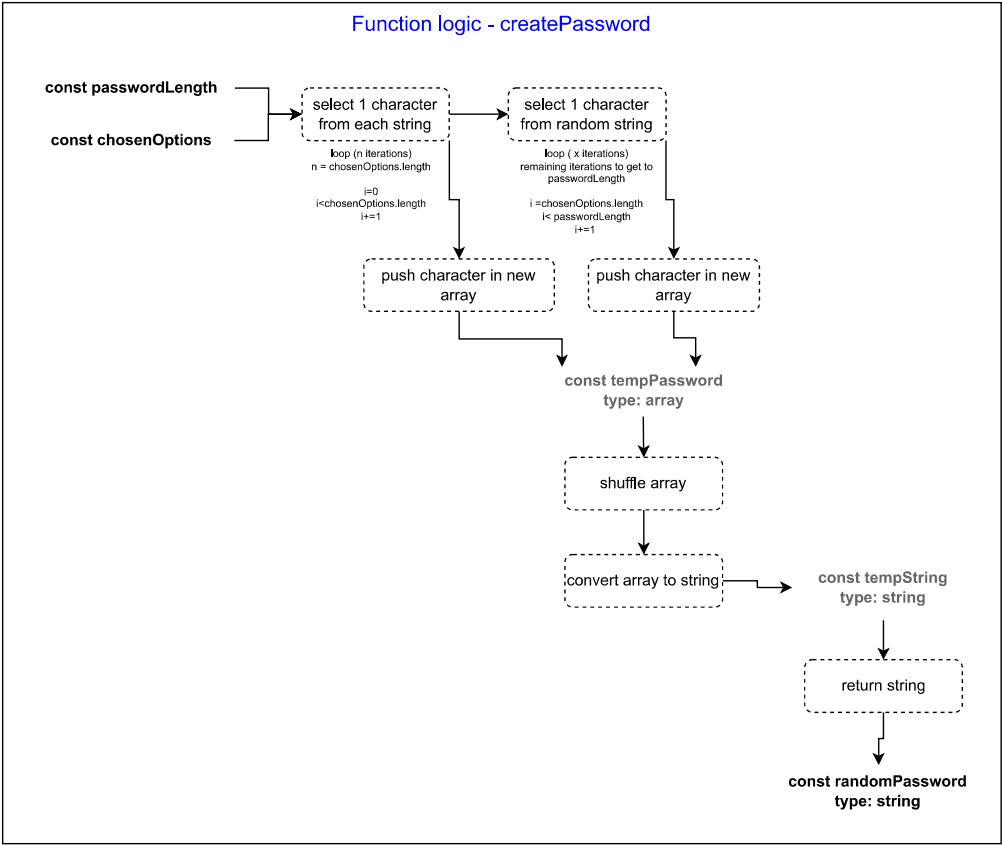 Function logic - createPassword
const passwordLength
const chosenOptions
select 1 character
from each string
loop (n iterations)
n = chosenOptions.length
i=0
i<chosenOptions.length
i+=1
select 1 character
from random string
loop ( x iterations)
remaining iterations to get to
passwordLength
i =chosenOptions.length
i< passwordLength
i+=1
push character in new
array
push character in new
array
const tempPassword
type: array
shuffle array
convert array to string
const tempString
type: string
return string
const randomPassword
type: string